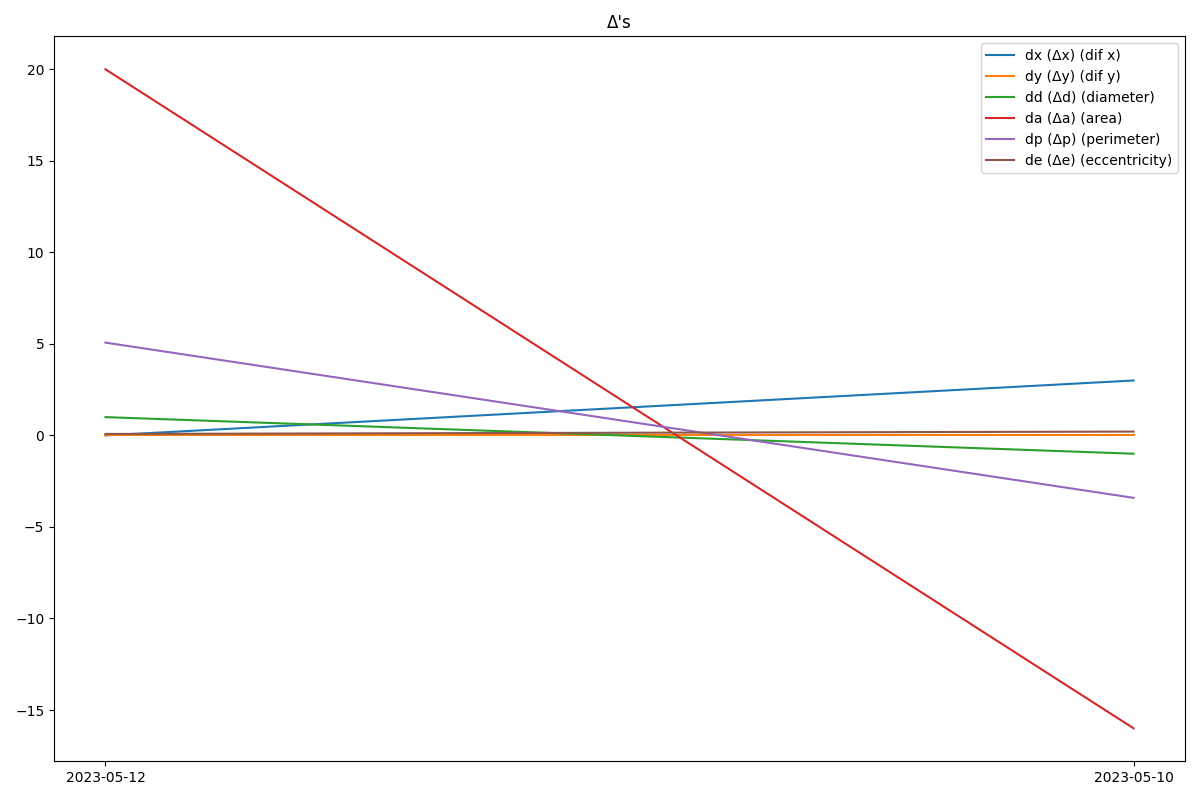 Δ's
dx (Δx) (dif x)
dy (Δy) (dif y)
dd (Δd) (diameter)
da (Δa) (area)
dp (Δp) (perimeter)
de (Δe) (eccentricity)
20
15
10
5
0
−5
−10
−15
2023-05-12
2023-05-10